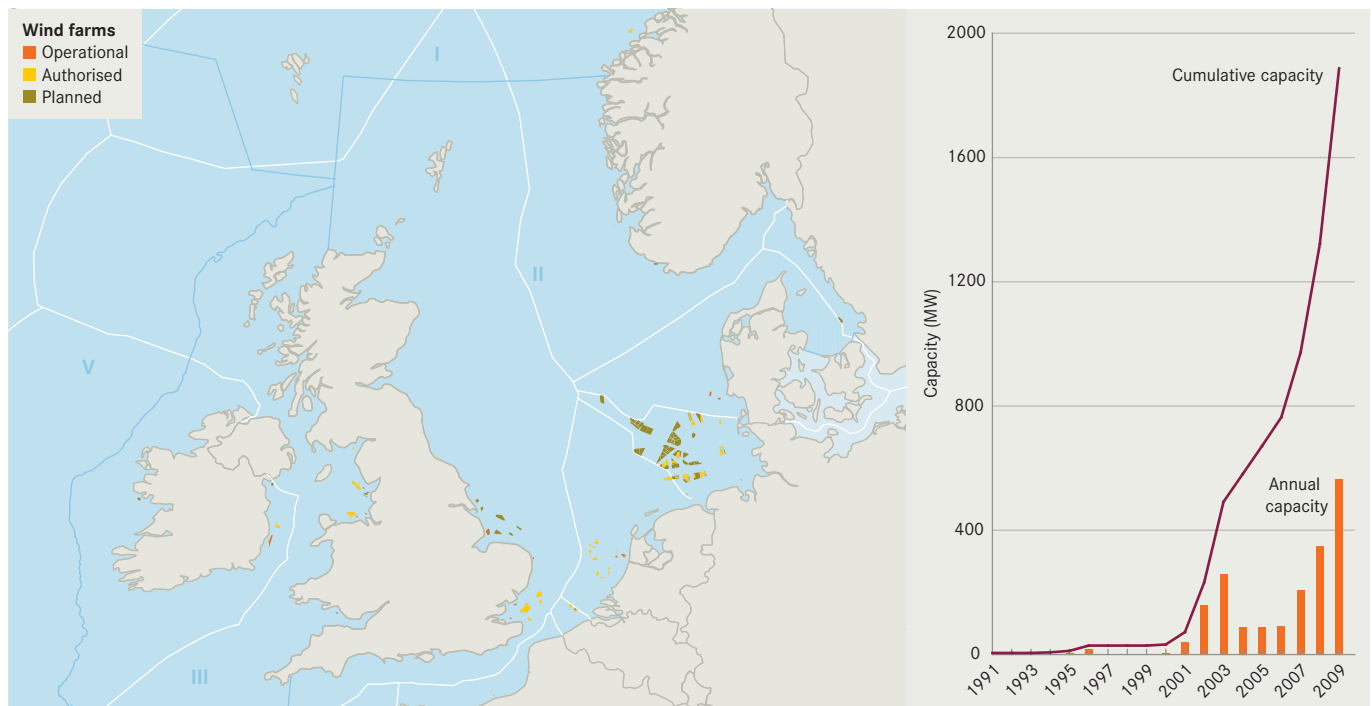 Wind farms
Operational
Authorised
Planned
I
II
V
III
2000
1600
1200
800
400
0
Capacity (MW)
Cumulative capacity
Annual
capacity
1991
1993
1995
1997
1999
2001
2003
2005
2007
2009